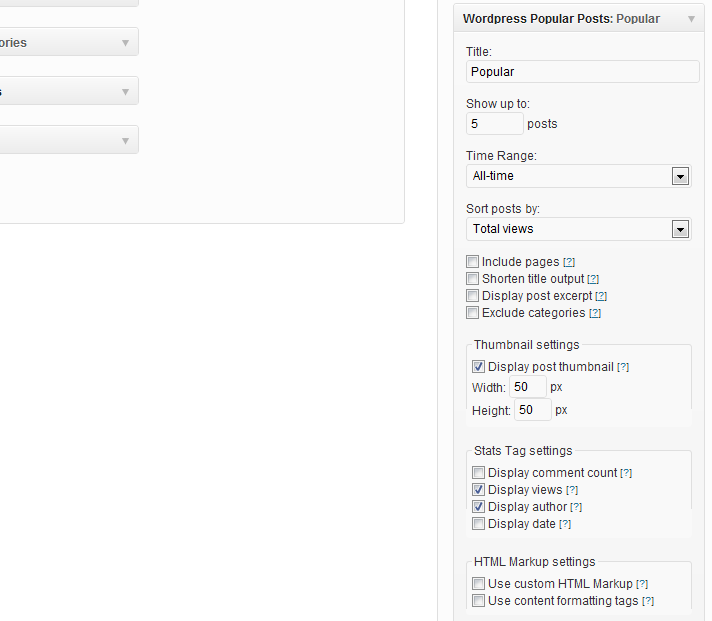 ories
s
Wordpress Popular Posts: Popular
Title:
Popular
Show up to:
5 posts
Time Range:
All-time
Sort posts by:
Total views
Include pages [?]
Shorten title output [?]
Display post excerpt [?]
Exclude categories [?]
Thumbnail settings
Display post thumbnail [?]
Width: 50 px
Height: 50 px
Stats Tag settings
Display comment count [?]
Display views [?]
Display author [?]
Display date [?]
HTML Markup settings
Use custom HTML Markup [?]
Use content formatting tags [?]